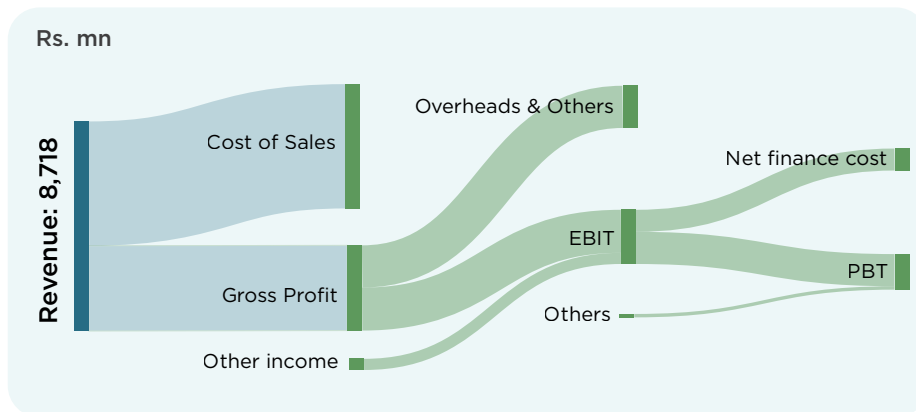 Rs. mn
Revenue: 8,718
Cost of Sales
Overheads & Others
Net finance cost
EBIT
PBT
Gross Profit
Others
Other income